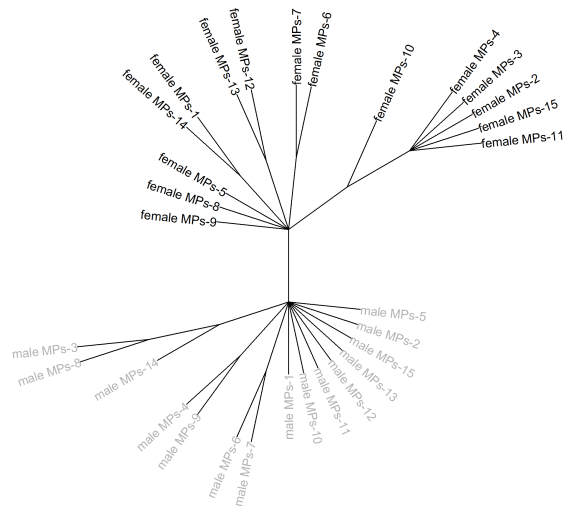 female MPs-7
female MPs-6
female MPs-12
female MPs-13
female MPs-4
female MPs-10
female MPs-3
female MPs-1
female MPs-14
female MPs-2
female MPs-15
female MPs-11
female MPs-5
female MPs-8
female MPs-9
male MPs-5
male MPs-2
male MPs-15
male MPs-3
male MPs-8
male MPs-14
male MPs-13
male MPs-12
male MPs-4
male MPs-9
male MPs-1
male MPs-10
male MPs-11
male MPs-6
male MPs-7